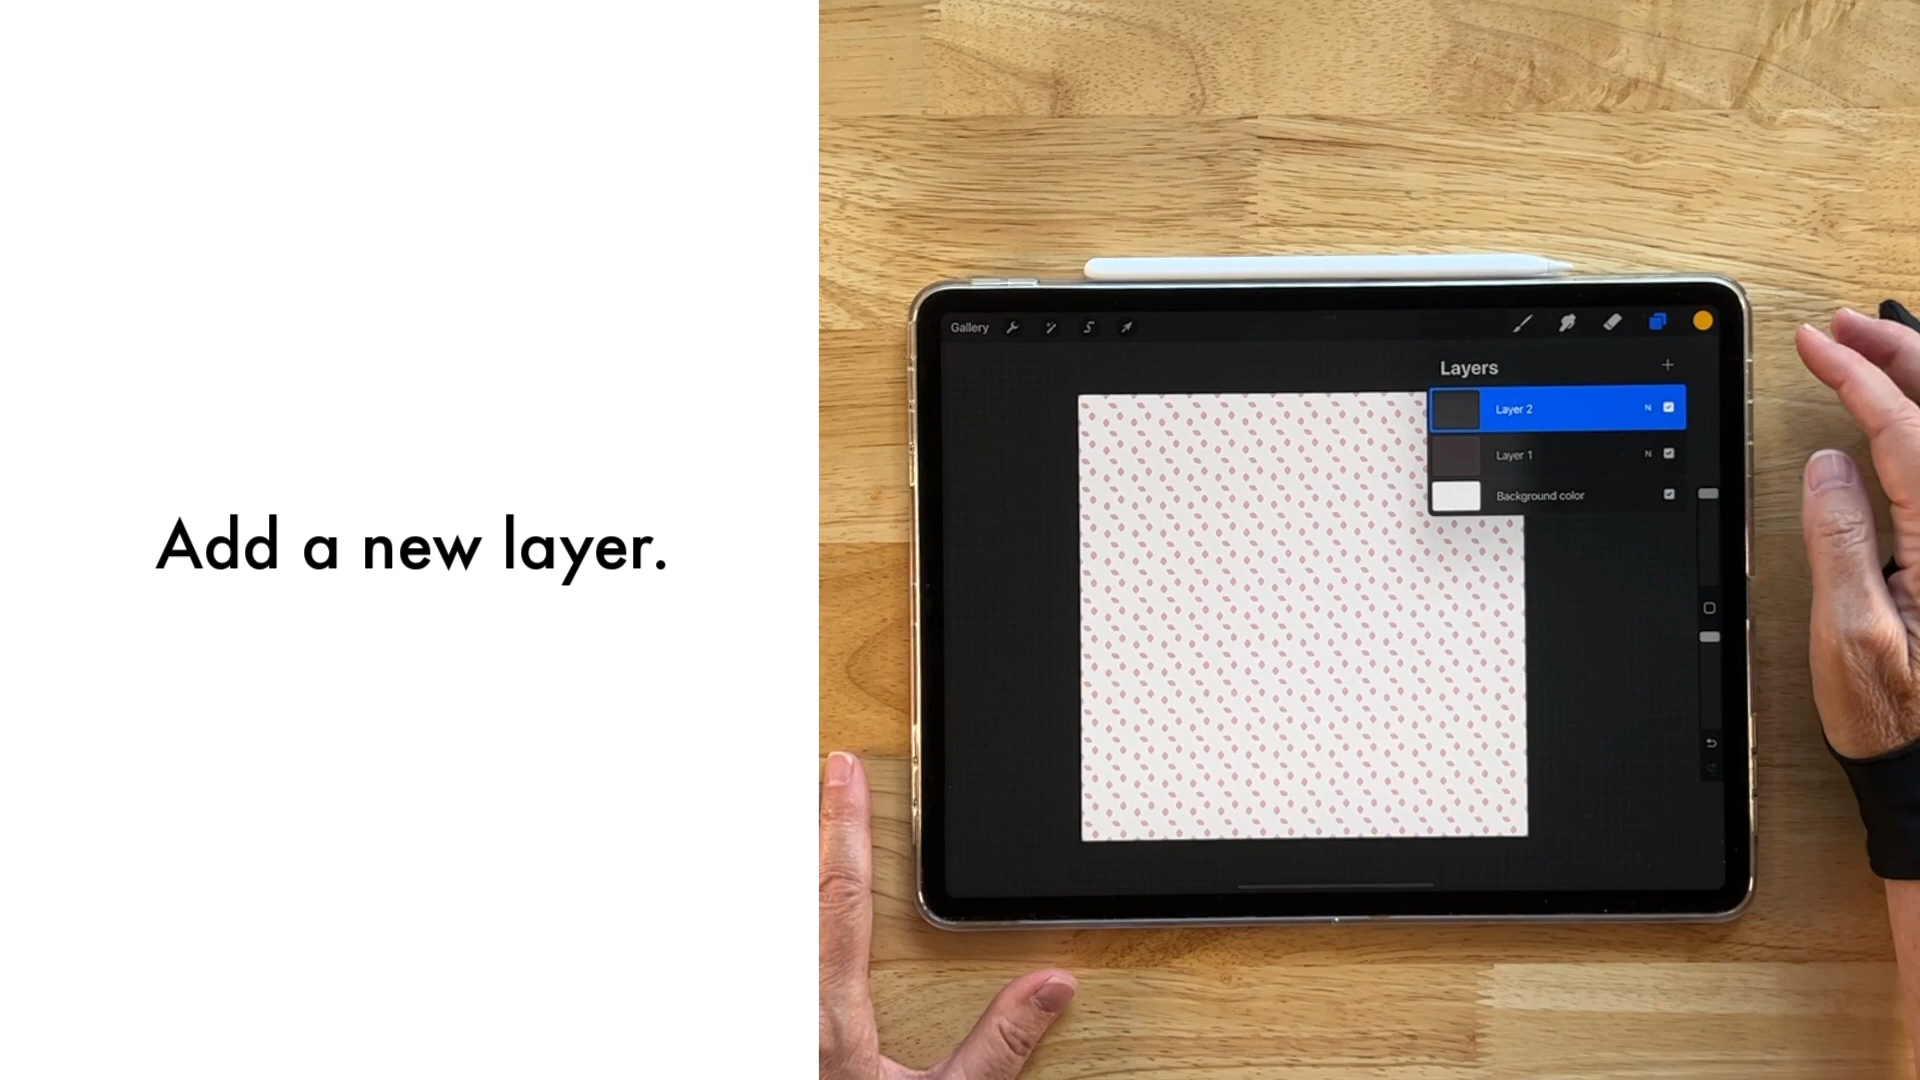 Add a new layer.
Gallery
Layers
Layer 2 N
Layer 1 N
Background color